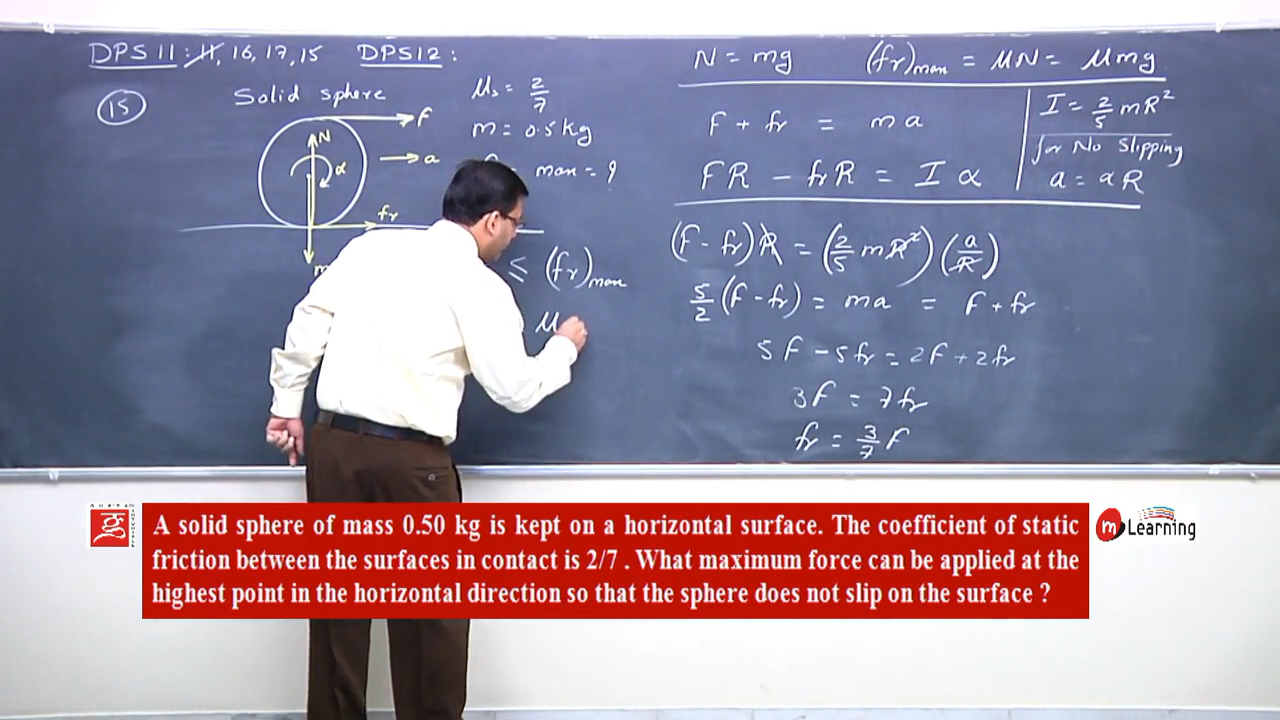 DPS 11 : 11, 16, 17, 15 DPS 12 :
15 Solid sphere
F
N
α
a
fr
m
μs = 2/7
m = 0.5 kg
max = ?
≤ (fr)max
μ
N = mg (fr)max = μN = μmg
F + fr = ma
FR - frR = Iα
I = 2/5 mR²
for No slipping
a = αR
(F - fr)R = (2/5 mR²)(a/R)
5/2 (F - fr) = ma = F + fr
5F - 5fr = 2F + 2fr
3F = 7fr
fr = 3/7 F
A solid sphere of mass 0.50 kg is kept on a horizontal surface. The coefficient of static
friction between the surfaces in contact is 2/7 . What maximum force can be applied at the
highest point in the horizontal direction so that the sphere does not slip on the surface ?
m Learning